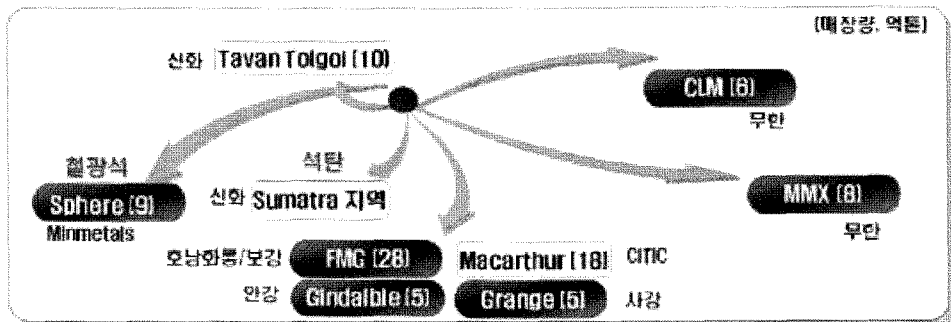 (매장량, 억톤)
신화 Tavan Tolgoi (10)
CLM (6)
무한
철광석
석탄
Sphere (9)
신화 Sumatra 지역
MMX (8)
Minmetals
무한
호남화릉/보강 FMG (28) Macarthur (18) CITIC
안강 Gindalble (5) Grange (5) 사강